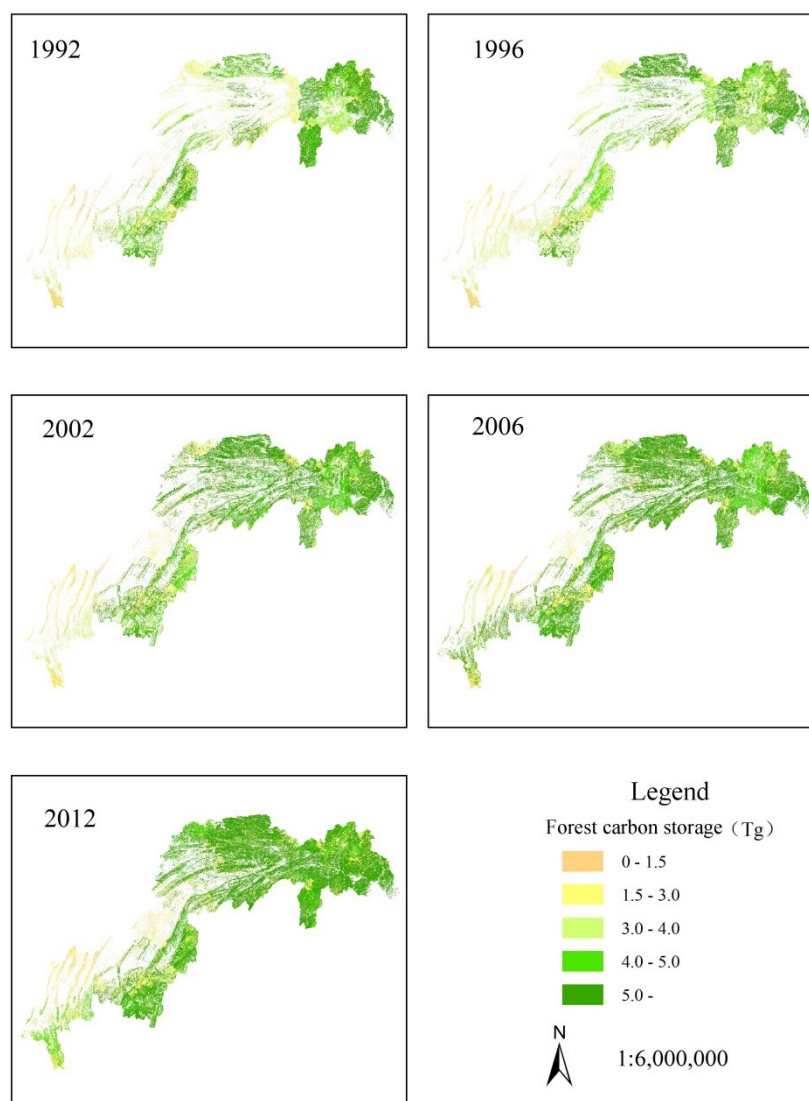 1992
1996
2002
2006
2012
Legend
Forest carbon storage（Tg）
0 - 1.5
1.5 - 3.0
3.0 - 4.0
4.0 - 5.0
5.0 -
N
1:6,000,000